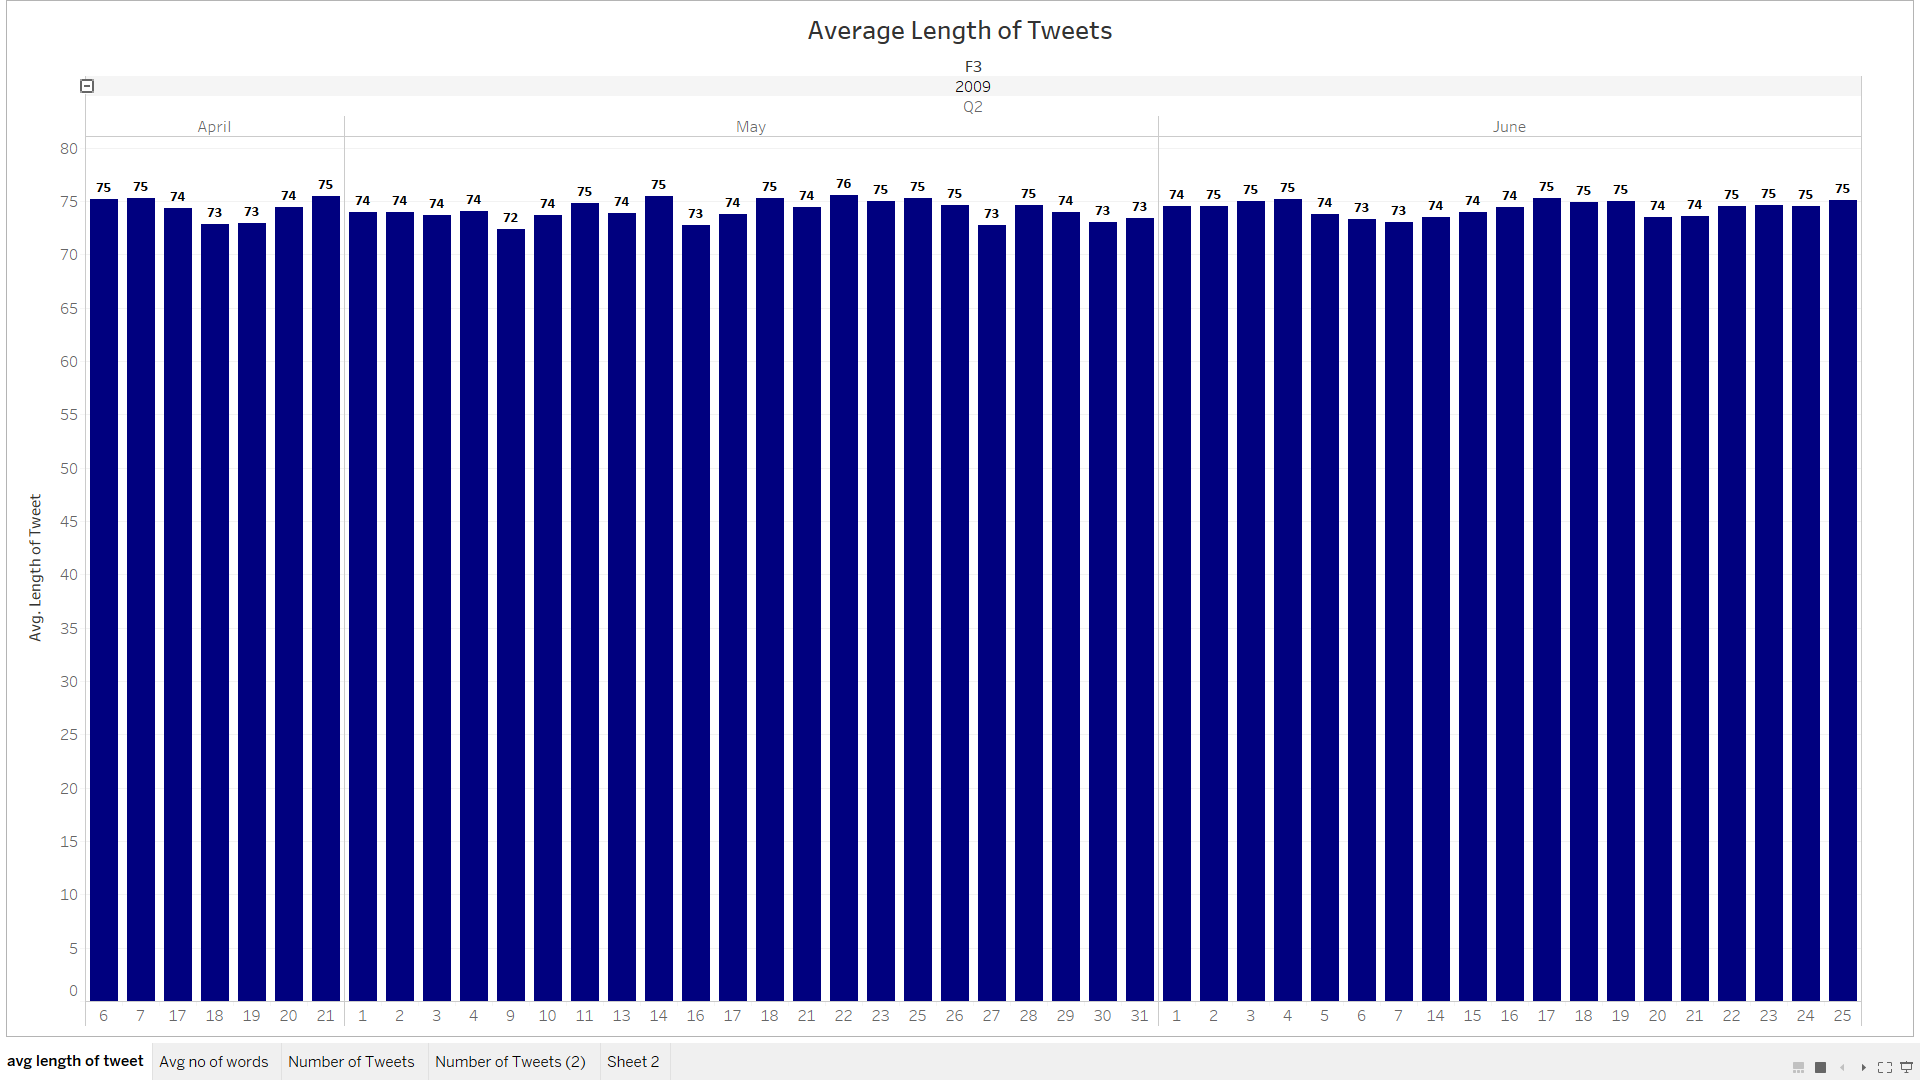 Average Length of Tweets
F3
2009
Q2
April May June
80
75 75 74 73 73 74 75 74 74 74 74 72 74 75 74 75 73 74 75 74 76 75 75 75 73 75 74 73 73 74 75 75 75 74 73 73 74 74 74 75 75 75 74 74 75 75 75 75
75
70
65
60
55
50
45
40
35
30
25
20
15
10
5
0
Avg. Length of Tweet
6 7 17 18 19 20 21 1 2 3 4 9 10 11 13 14 16 17 18 21 22 23 25 26 27 28 29 30 31 1 2 3 4 5 6 7 14 15 16 17 18 19 20 21 22 23 24 25
avg length of tweet Avg no of words Number of Tweets Number of Tweets (2) Sheet 2